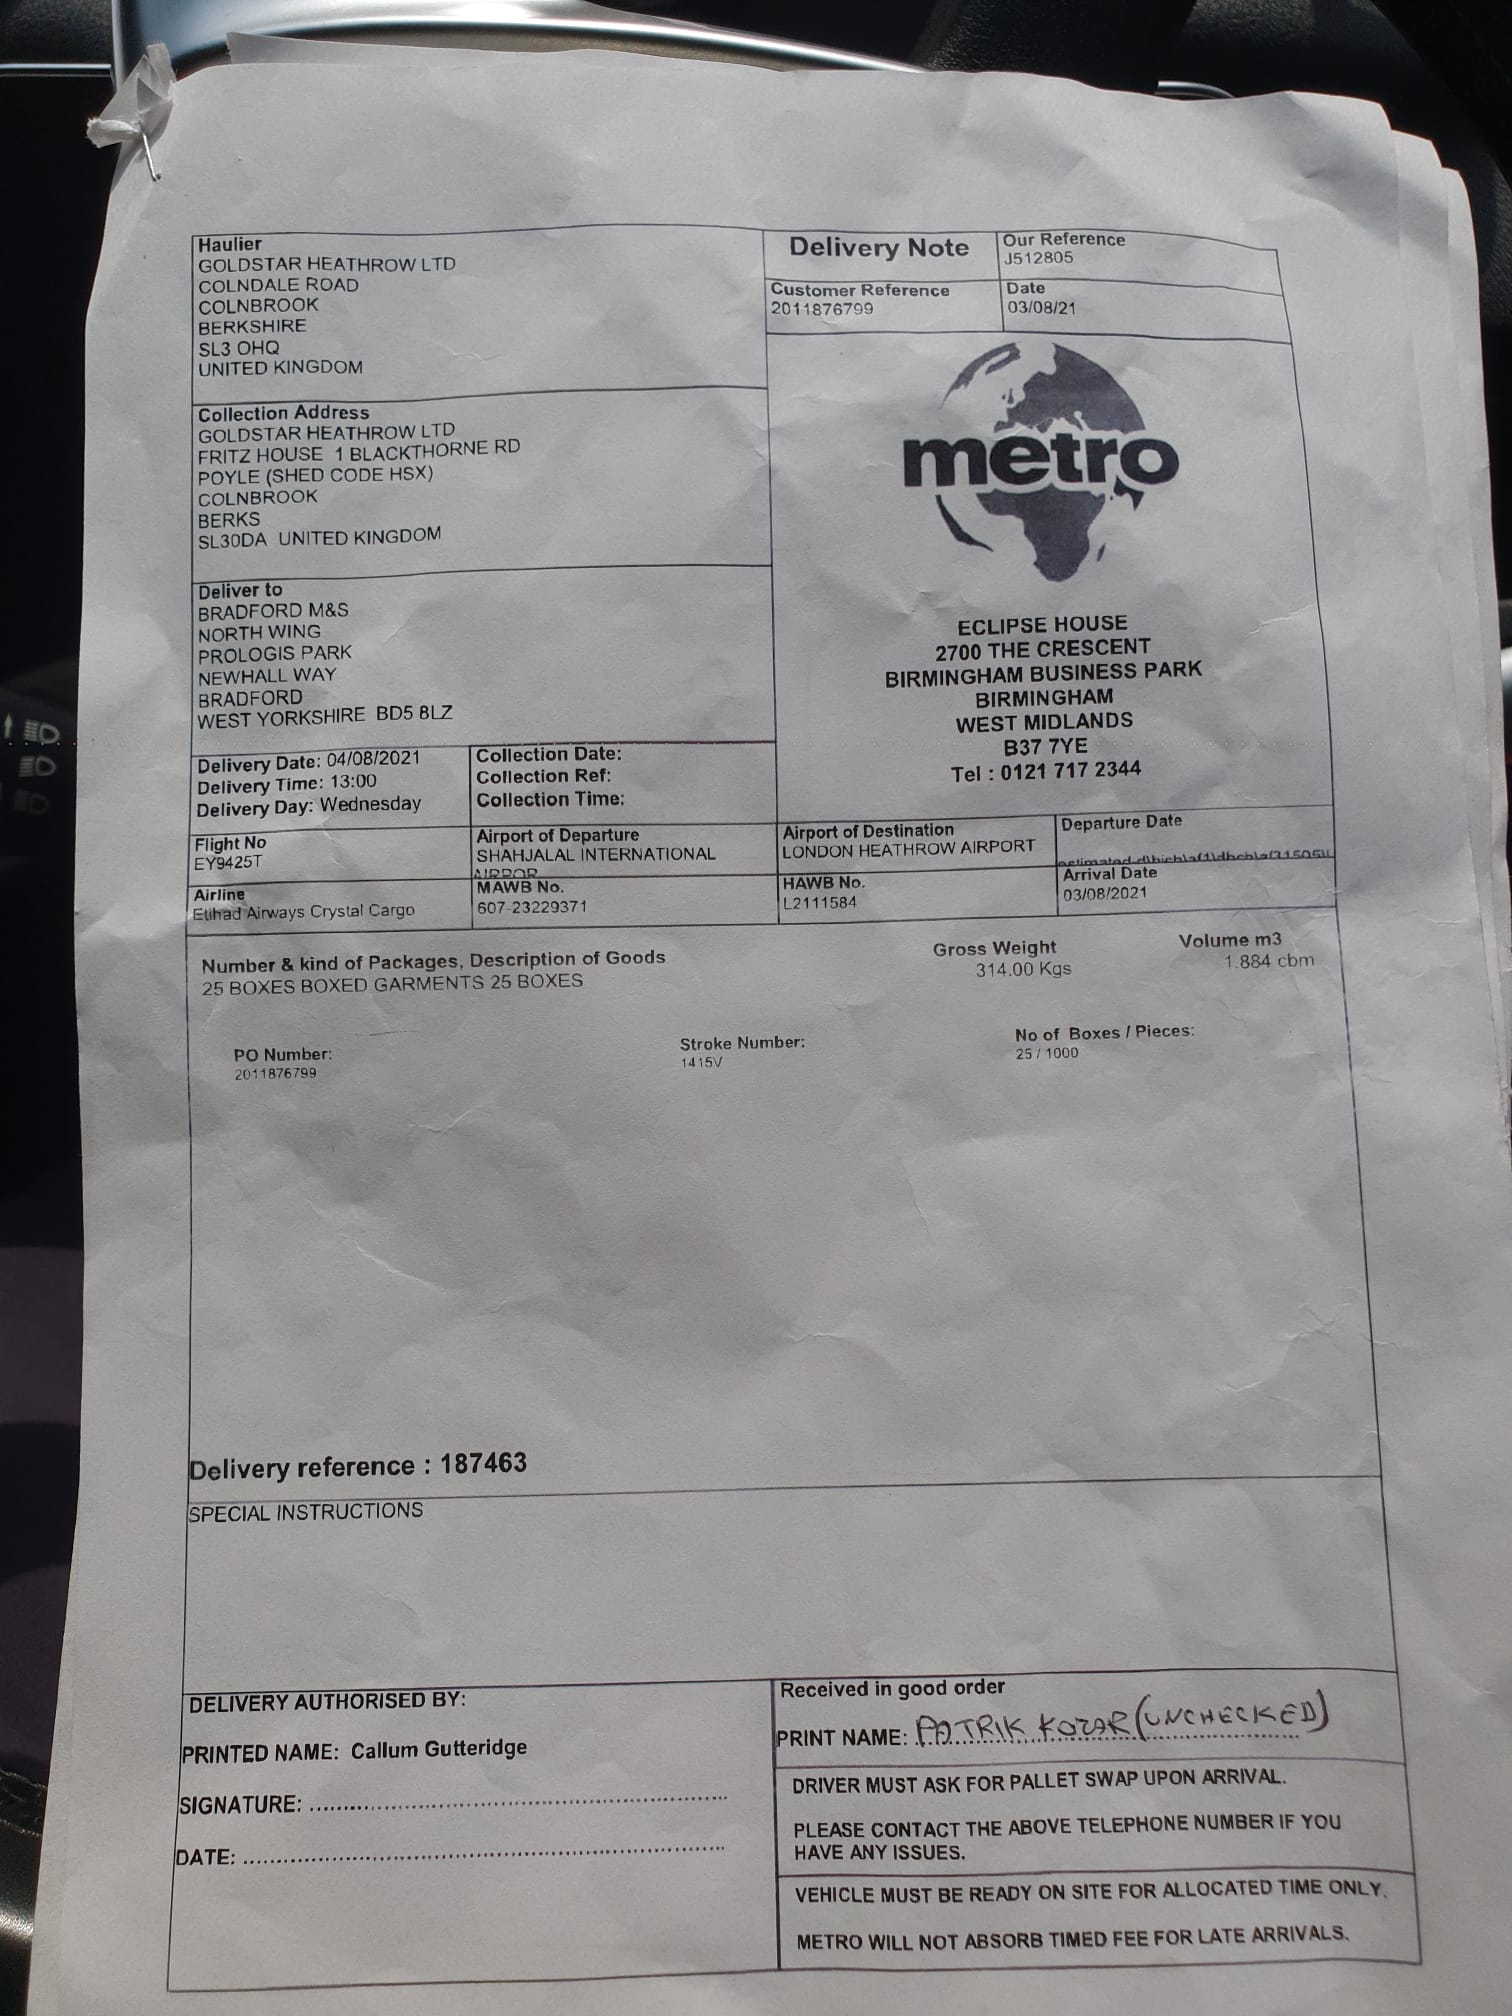 Haulier
GOLDSTAR HEATHROW LTD
COLNDALE ROAD
COLNBROOK
BERKSHIRE
SL3 OHQ
UNITED KINGDOM
Delivery Note
Our Reference
J512805
Customer Reference
2011876799
Date
03/08/21
Collection Address
GOLDSTAR HEATHROW LTD
FRITZ HOUSE 1 BLACKTHORNE RD
POYLE (SHED CODE HSX)
COLNBROOK
BERKS
SL30DA UNITED KINGDOM
metro
Deliver to
BRADFORD M&S
NORTH WING
PROLOGIS PARK
NEWHALL WAY
BRADFORD
WEST YORKSHIRE BD5 8LZ
ECLIPSE HOUSE
2700 THE CRESCENT
BIRMINGHAM BUSINESS PARK
BIRMINGHAM
WEST MIDLANDS
B37 7YE
Tel : 0121 717 2344
Delivery Date: 04/08/2021
Delivery Time: 13:00
Delivery Day: Wednesday
Collection Date:
Collection Ref:
Collection Time:
Flight No
EY9425T
Airport of Departure
SHAHJALAL INTERNATIONAL
Airport of Destination
LONDON HEATHROW AIRPORT
Departure Date
Airline
Etihad Airways Crystal Cargo
MAWB No.
607-23229371
HAWB No.
L2111584
Arrival Date
03/08/2021
Number & kind of Packages, Description of Goods
25 BOXES BOXED GARMENTS 25 BOXES
Gross Weight
314.00 Kgs
Volume m3
1.884 cbm
PO Number:
2011876799
Stroke Number:
1415V
No of Boxes / Pieces:
25 / 1000
Delivery reference : 187463
SPECIAL INSTRUCTIONS
DELIVERY AUTHORISED BY:
PRINTED NAME: Callum Gutteridge
SIGNATURE:
DATE:
Received in good order
PRINT NAME: PATRIK KOZAR (UNCHECKED)
DRIVER MUST ASK FOR PALLET SWAP UPON ARRIVAL.
PLEASE CONTACT THE ABOVE TELEPHONE NUMBER IF YOU
HAVE ANY ISSUES.
VEHICLE MUST BE READY ON SITE FOR ALLOCATED TIME ONLY.
METRO WILL NOT ABSORB TIMED FEE FOR LATE ARRIVALS.